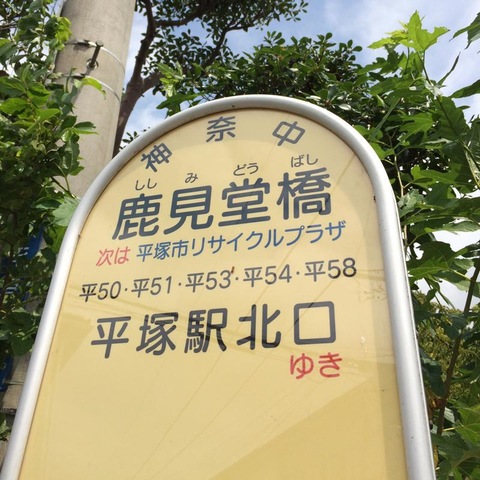 神奈中
ししみどうばし
鹿見堂橋
次は 平塚市リサイクルプラザ
平50・平51・平53・平54・平58
平塚駅北口
ゆき